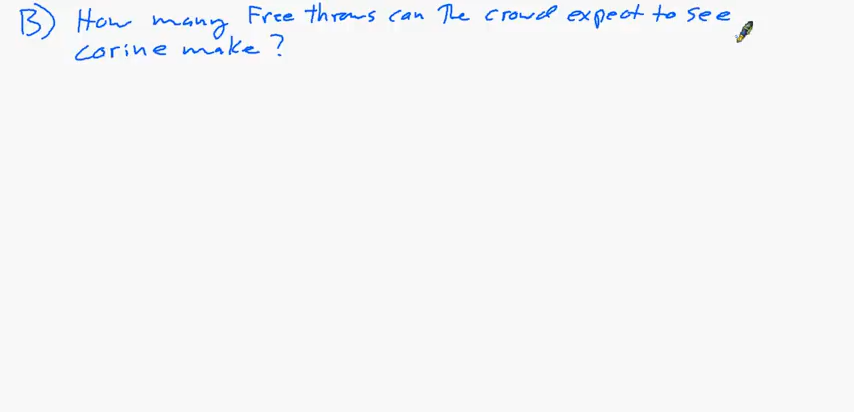 B) How many Free throws can The crowd expect to see
corine make?